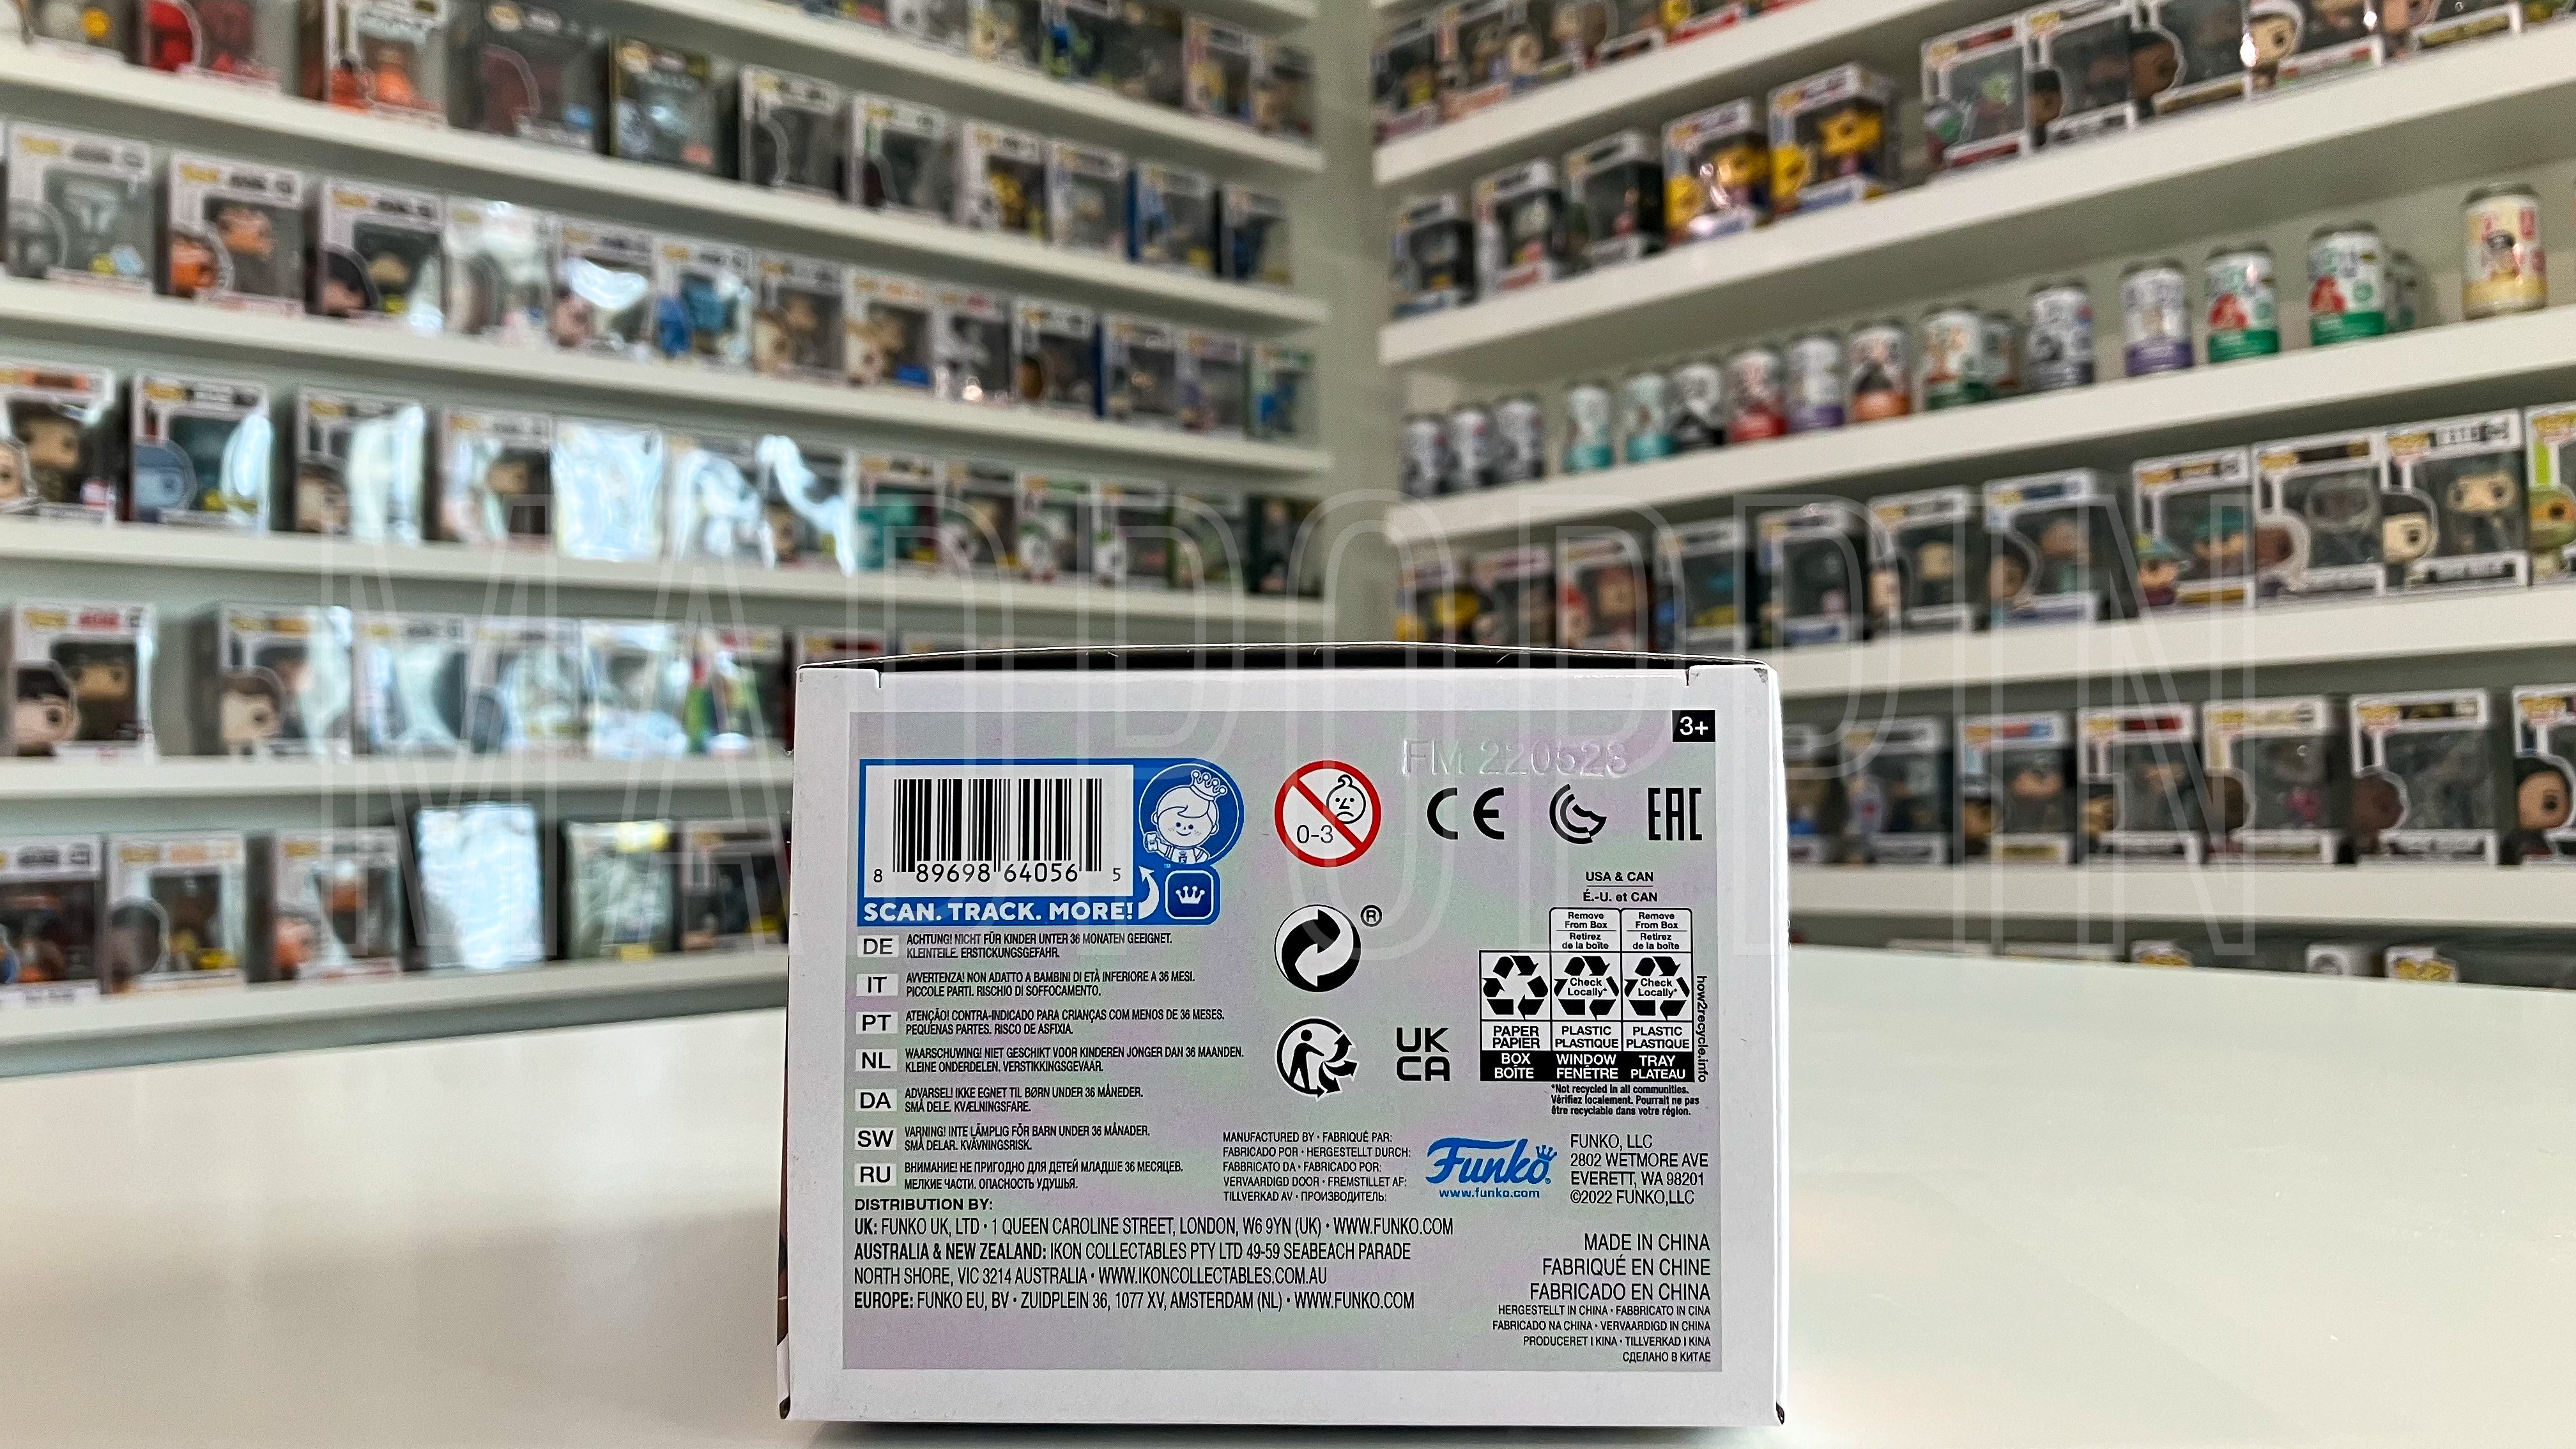 MADPOPPIN
3+
FM 220523
8 89698 64056 5
SCAN. TRACK. MORE!
™
0-3
CE
EAC
DE ACHTUNG! NICHT FÜR KINDER UNTER 36 MONATEN GEEIGNET.
KLEINTEILE. ERSTICKUNGSGEFAHR.
IT AVVERTENZA! NON ADATTO A BAMBINI DI ETÀ INFERIORE A 36 MESI.
PICCOLE PARTI. RISCHIO DI SOFFOCAMENTO.
PT ATENÇÃO! CONTRA-INDICADO PARA CRIANÇAS COM MENOS DE 36 MESES.
PEQUENAS PARTES. RISCO DE ASFIXIA.
NL WAARSCHUWING! NIET GESCHIKT VOOR KINDEREN JONGER DAN 36 MAANDEN.
KLEINE ONDERDELEN. VERSTIKKINGSGEVAAR.
DA ADVARSEL! IKKE EGNET TIL BØRN UNDER 36 MÅNEDER.
SMÅ DELE. KVÆLNINGSFARE.
SW VARNING! INTE LÄMPLIG FÖR BARN UNDER 36 MÅNADER.
SMÅ DELAR. KVÄVNINGSRISK.
RU ВНИМАНИЕ! НЕ ПРИГОДНО ДЛЯ ДЕТЕЙ МЛАДШЕ 36 МЕСЯЦЕВ.
МЕЛКИЕ ЧАСТИ. ОПАСНОСТЬ УДУШЬЯ.
®
UK
CA
USA & CAN
É.-U. et CAN
Remove From Box Remove From Box
Retirez de la boîte Retirez de la boîte
Check Locally* Check Locally*
PAPER PLASTIC PLASTIC
PAPIER PLASTIQUE PLASTIQUE
BOX WINDOW TRAY
BOÎTE FENÊTRE PLATEAU
how2recycle.info
*Not recycled in all communities.
Vérifiez localement. Pourrait ne pas
être recyclable dans votre région.
MANUFACTURED BY • FABRIQUÉ PAR:
FABRICADO POR • HERGESTELLT DURCH:
FABBRICATO DA • FABRICADO POR:
VERVAARDIGD DOOR • FREMSTILLET AF:
TILLVERKAD AV • ПРОИЗВОДИТЕЛЬ:
Funko®
www.funko.com
FUNKO, LLC
2802 WETMORE AVE
EVERETT, WA 98201
©2022 FUNKO,LLC
DISTRIBUTION BY:
UK: FUNKO UK, LTD • 1 QUEEN CAROLINE STREET, LONDON, W6 9YN (UK) • WWW.FUNKO.COM
AUSTRALIA & NEW ZEALAND: IKON COLLECTABLES PTY LTD 49-59 SEABEACH PARADE
NORTH SHORE, VIC 3214 AUSTRALIA • WWW.IKONCOLLECTABLES.COM.AU
EUROPE: FUNKO EU, BV • ZUIDPLEIN 36, 1077 XV, AMSTERDAM (NL) • WWW.FUNKO.COM
MADE IN CHINA
FABRIQUÉ EN CHINE
FABRICADO EN CHINA
HERGESTELLT IN CHINA • FABBRICATO IN CINA
FABRICADO NA CHINA • VERVAARDIGD IN CHINA
PRODUCERET I KINA • TILLVERKAD I KINA
СДЕЛАНО В КИТАЕ